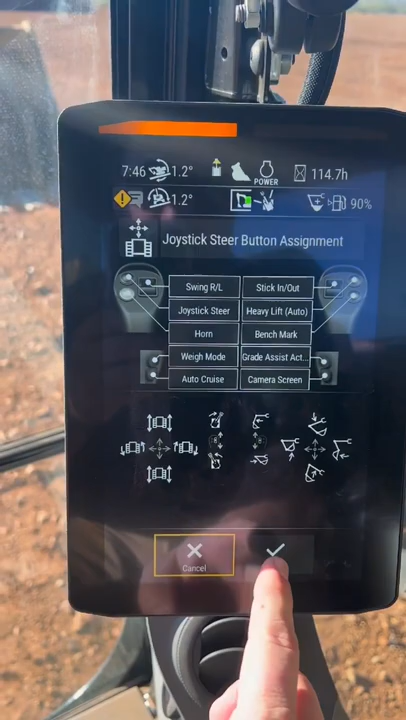 7:46 1.2° POWER 114.7h
1.2° 90%
Joystick Steer Button Assignment
Swing R/L Stick In/Out
Joystick Steer Heavy Lift (Auto)
Horn Bench Mark
Weigh Mode Grade Assist Act...
Auto Cruise Camera Screen
Cancel